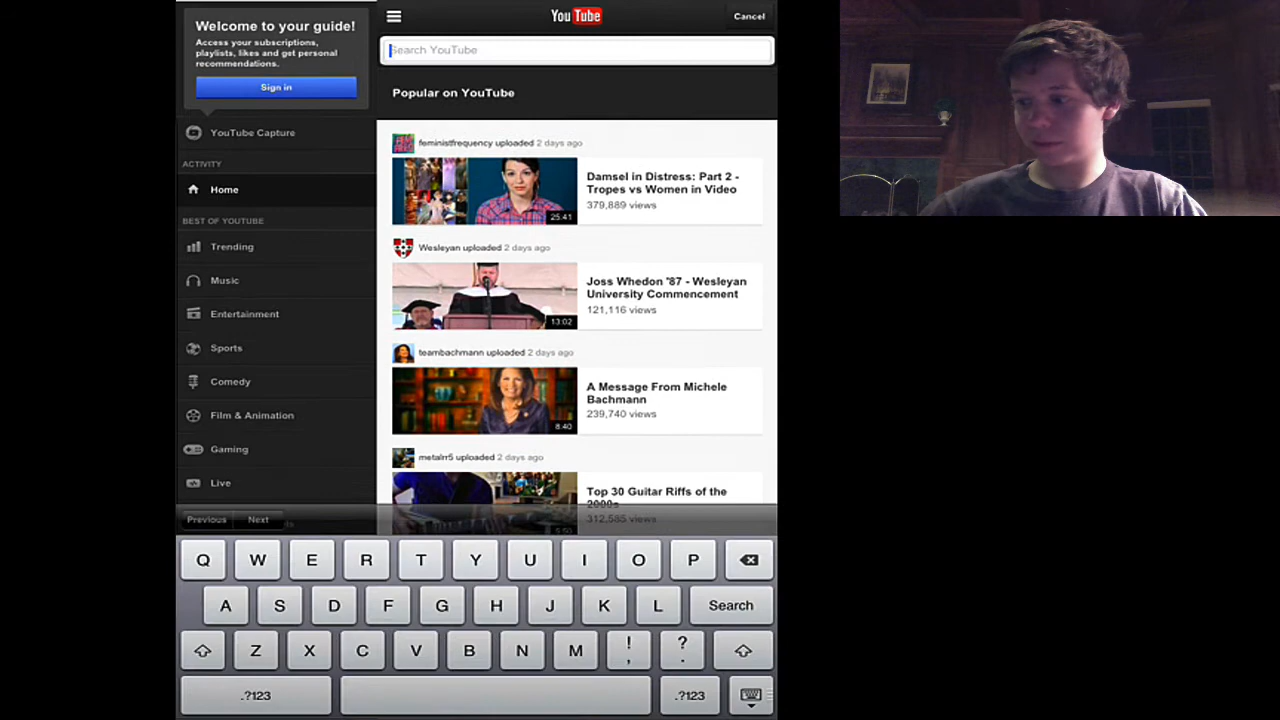 Welcome to your guide!
Access your subscriptions,
playlists, likes and get personal
recommendations.
Sign in
YouTube Capture
ACTIVITY
Home
BEST OF YOUTUBE
Trending
Music
Entertainment
Sports
Comedy
Film & Animation
Gaming
Live
Previous Next
YouTube
Cancel
Search YouTube
Popular on YouTube
feministfrequency uploaded 2 days ago
Damsel in Distress: Part 2 -
Tropes vs Women in Video
379,889 views
25:41
Wesleyan uploaded 2 days ago
Joss Whedon '87 - Wesleyan
University Commencement
121,116 views
13:02
teambachmann uploaded 2 days ago
A Message From Michele
Bachmann
239,740 views
8:40
metalrr5 uploaded 2 days ago
Top 30 Guitar Riffs of the
2000s
312,585 views
Q W E R T Y U I O P
A S D F G H J K L Search
Z X C V B N M ! , ? .
.?123 .?123